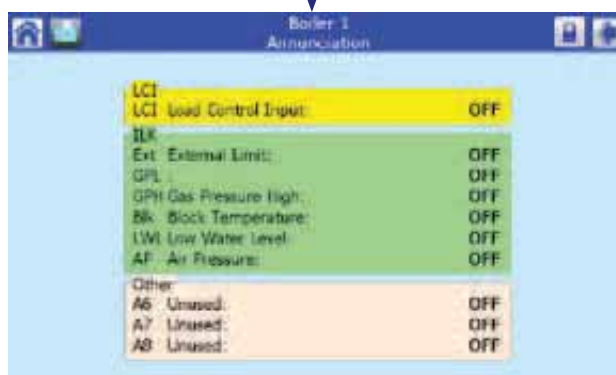 Boiler 1
Annunciation
LCI
LCI Load Control Input: OFF
ILK
Ext External Limit: OFF
GPL : OFF
GPH Gas Pressure High: OFF
Blk Block Temperature: OFF
LWL Low Water Level: OFF
AP Air Pressure: OFF
Other
A6 Unused: OFF
A7 Unused: OFF
A8 Unused: OFF